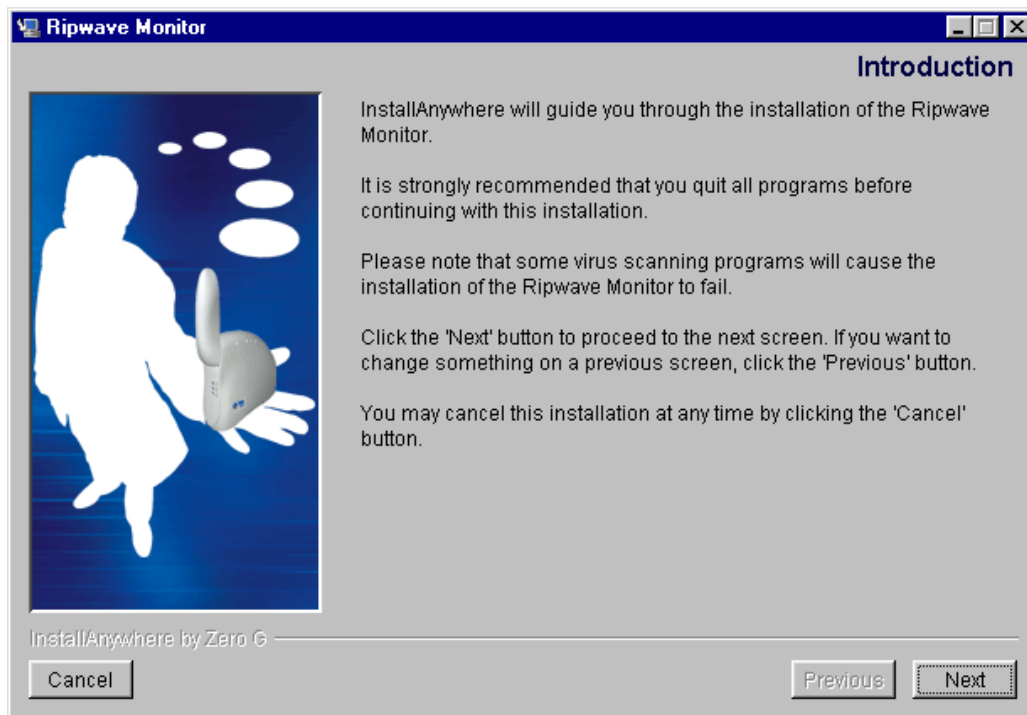 Ripwave Monitor
Introduction
InstallAnywhere will guide you through the installation of the Ripwave
Monitor.
It is strongly recommended that you quit all programs before
continuing with this installation.
Please note that some virus scanning programs will cause the
installation of the Ripwave Monitor to fail.
Click the 'Next' button to proceed to the next screen. If you want to
change something on a previous screen, click the 'Previous' button.
You may cancel this installation at any time by clicking the 'Cancel'
button.
InstallAnywhere by Zero G
Cancel
Previous
Next